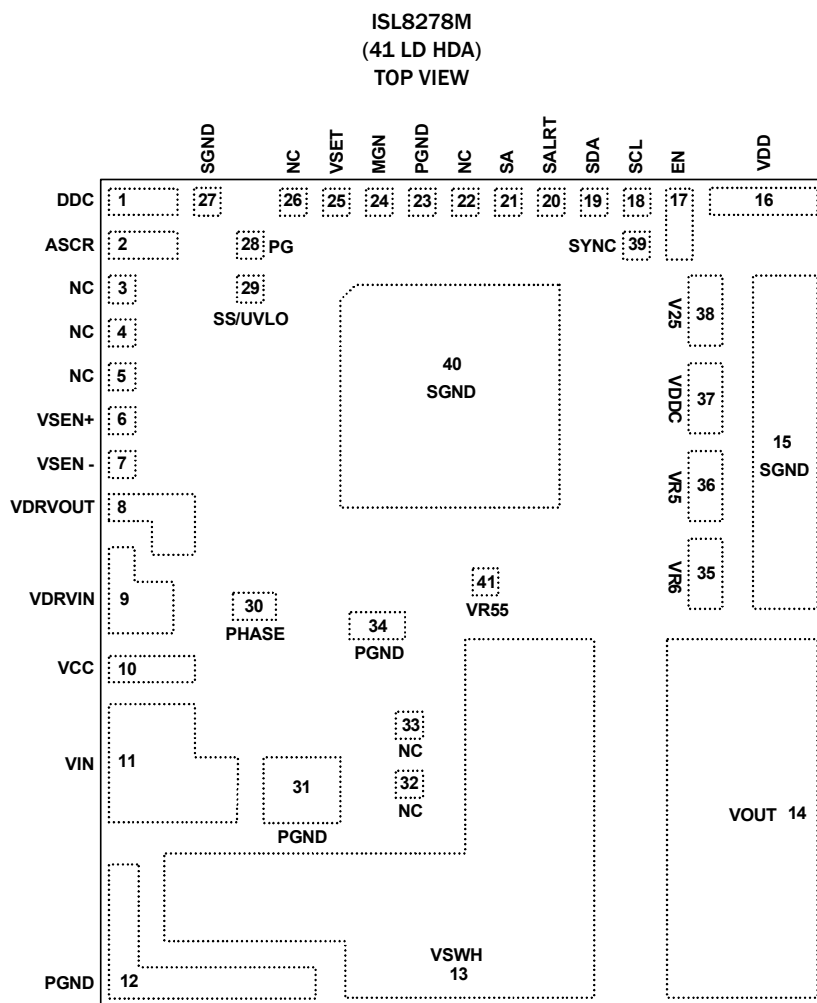 ISL8278M
(41 LD HDA)
TOP VIEW
SGND
NC
VSET
MGN
PGND
NC
SA
SALRT
SDA
SCL
EN
VDD
DDC 1 27 26 25 24 23 22 21 20 19 18 17 16
ASCR 2 28 PG SYNC 39
NC 3 29 V25 38
SS/UVLO
NC 4
40
SGND
NC 5 VDDC 37
VSEN+ 6
15
SGND
VSEN - 7 VR5 36
VDRVOUT 8
VR6 35
41
VR55
VDRVIN 9 30
PHASE
34
PGND
VCC 10
33
NC
VIN 11
31
PGND
32
NC
VOUT 14
VSWH
13
PGND 12